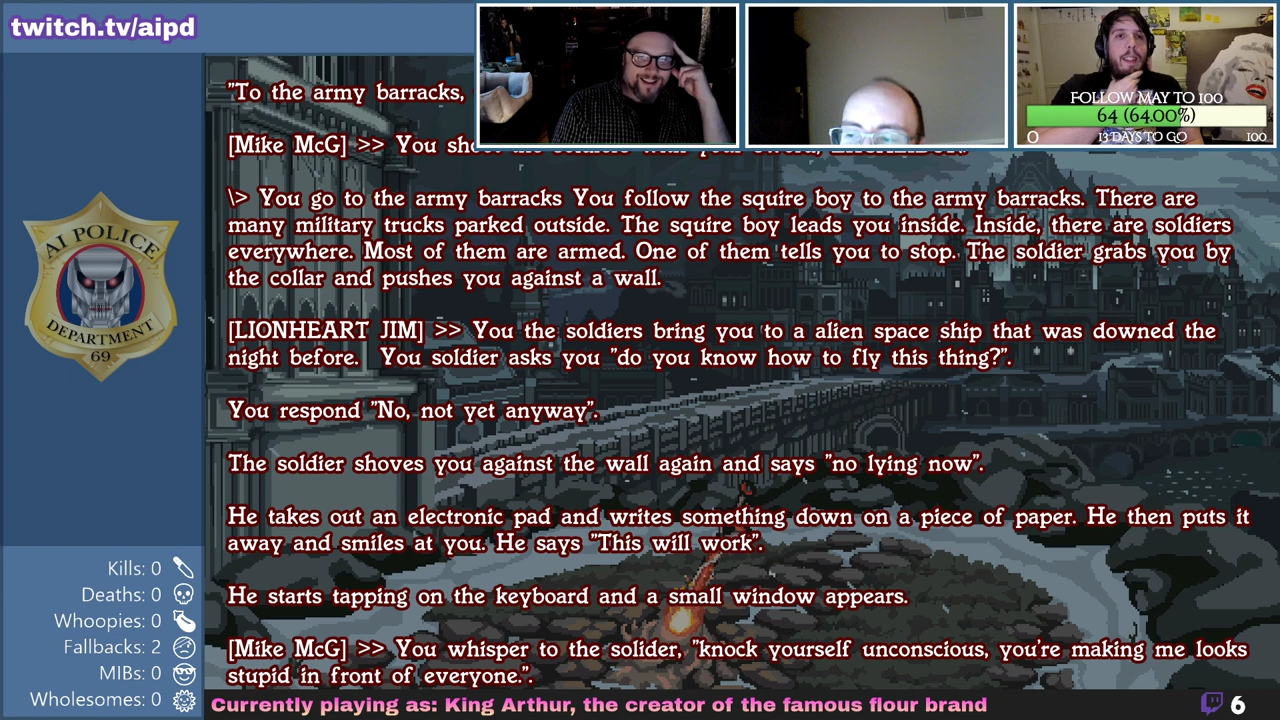 twitch.tv/aipd
FOLLOW MAY TO 100
64 (64.00%)
0 13 DAYS TO GO 100
"To the army barracks,
[Mike McG] >> You
\> You go to the army barracks You follow the squire boy to the army barracks. There are
many military trucks parked outside. The squire boy leads you inside. Inside, there are soldiers
everywhere. Most of them are armed. One of them tells you to stop. The soldier grabs you by
the collar and pushes you against a wall.
[LIONHEART JIM] >> You the soldiers bring you to a alien space ship that was downed the
night before. You soldier asks you "do you know how to fly this thing?".
You respond "No, not yet anyway".
The soldier shoves you against the wall again and says "no lying now".
He takes out an electronic pad and writes something down on a piece of paper. He then puts it
away and smiles at you. He says "This will work".
He starts tapping on the keyboard and a small window appears.
[Mike McG] >> You whisper to the solider, "knock yourself unconscious, you're making me looks
stupid in front of everyone.".
AI POLICE
DEPARTMENT
69
Kills: 0
Deaths: 0
Whoopies: 0
Fallbacks: 2
MIBs: 0
Wholesomes: 0
Currently playing as: King Arthur, the creator of the famous flour brand
6